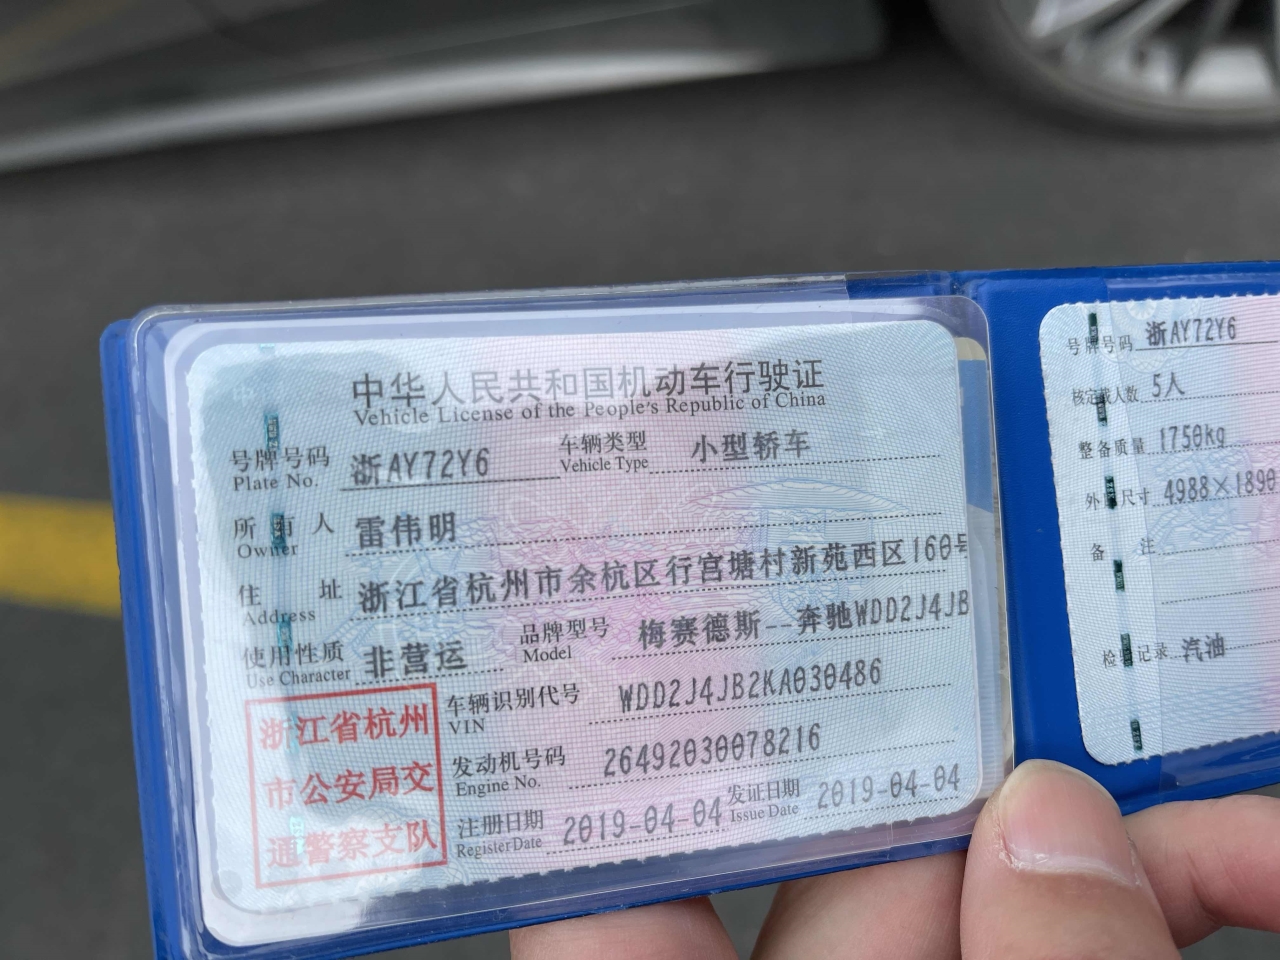 中华人民共和国机动车行驶证
Vehicle License of the People's Republic of China
号牌号码 浙AY72Y6 车辆类型 小型轿车
Plate No. Vehicle Type
所有人 雷伟明
Owner
住址 浙江省杭州市余杭区行宫塘村新苑西区160号
Address
使用性质 非营运 品牌型号 梅赛德斯--奔驰WDD2J4JB
Use Character Model
浙江省杭州
市公安局交
通警察支队
车辆识别代号 WDD2J4JB2KA030486
VIN
发动机号码 26492030078216
Engine No.
注册日期 2019-04-04 发证日期 2019-04-04
Register Date Issue Date
号牌号码 浙AY72Y6
核定载人数 5人
整备质量 1750kg
外廓尺寸 4988×1890
备注
检验记录 汽油